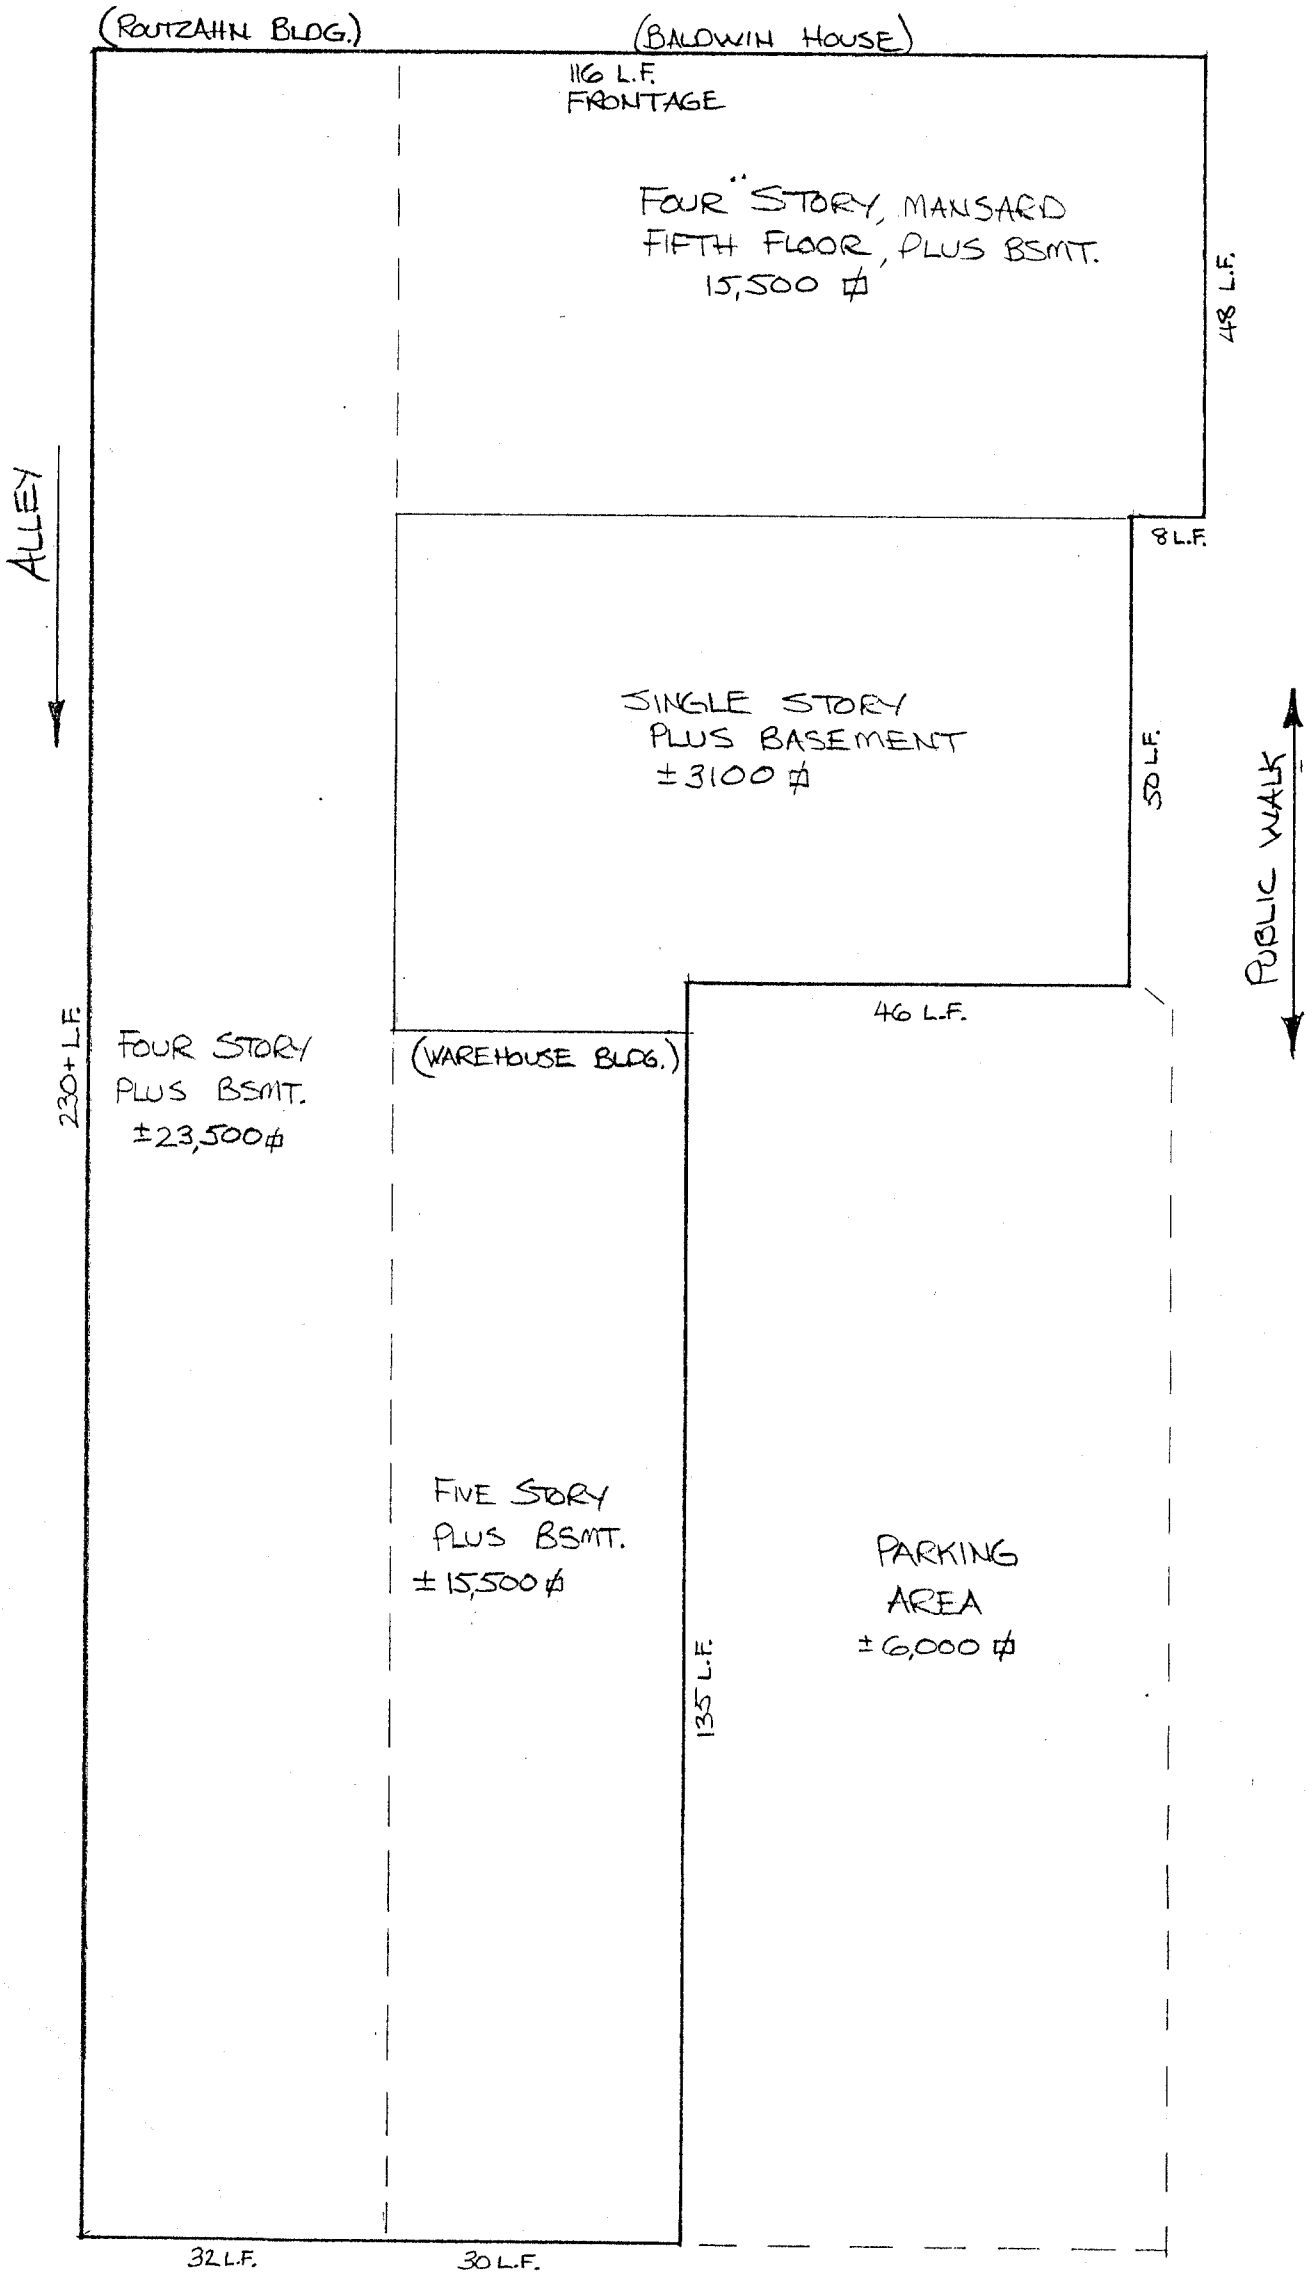 (ROUTZAHN BLDG.)
(BALDWIN HOUSE)
116 L.F.
FRONTAGE
FOUR" STORY, MANSARD
FIFTH FLOOR, PLUS BSMT.
15,500 ⌷
48 L.F.
8 L.F.
ALLEY
SINGLE STORY
PLUS BASEMENT
± 3100 ⌷
50 L.F.
PUBLIC WALK
46 L.F.
230+ L.F.
FOUR STORY
PLUS BSMT.
±23,500 ⌷
(WAREHOUSE BLDG.)
FIVE STORY
PLUS BSMT.
± 15,500 ⌷
135 L.F.
PARKING
AREA
± 6,000 ⌷
32 L.F.
30 L.F.